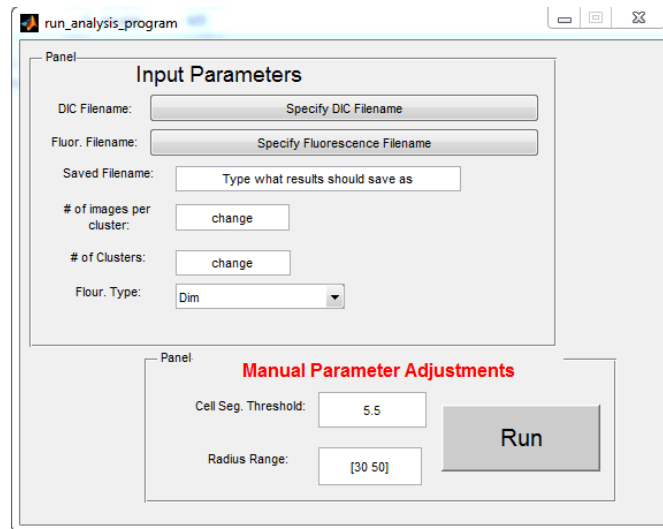 run_analysis_program
Panel
Input Parameters
DIC Filename:
Specify DIC Filename
Fluor. Filename:
Specify Fluorescence Filename
Saved Filename:
Type what results should save as
# of images per
cluster:
change
# of Clusters:
change
Flour. Type:
Dim
Panel
Manual Parameter Adjustments
Cell Seg. Threshold:
5.5
Radius Range:
[30 50]
Run